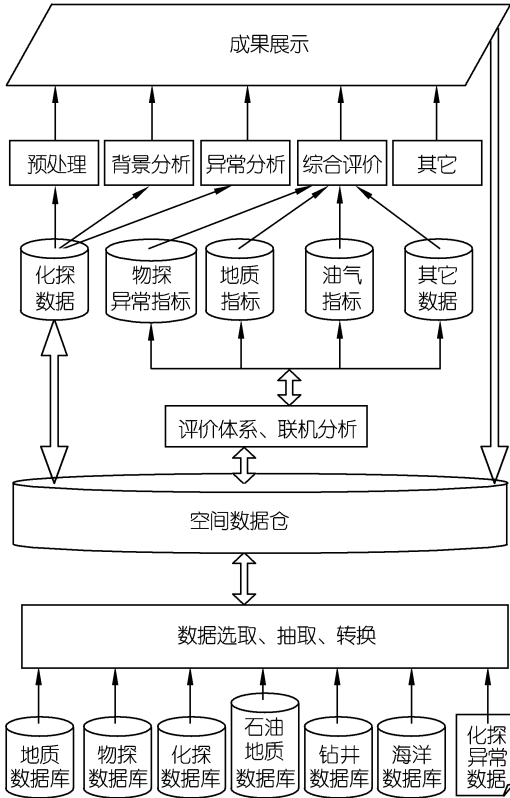 成果展示
预处理
背景分析
异常分析
综合评价
其它
化探
数据
物探
异常指标
地质
指标
油气
指标
其它
数据
评价体系、联机分析
空间数据仓
数据选取、抽取、转换
地质
数据库
物探
数据库
化探
数据库
石油
地质
数据库
钻井
数据库
海洋
数据库
化探
异常
数据